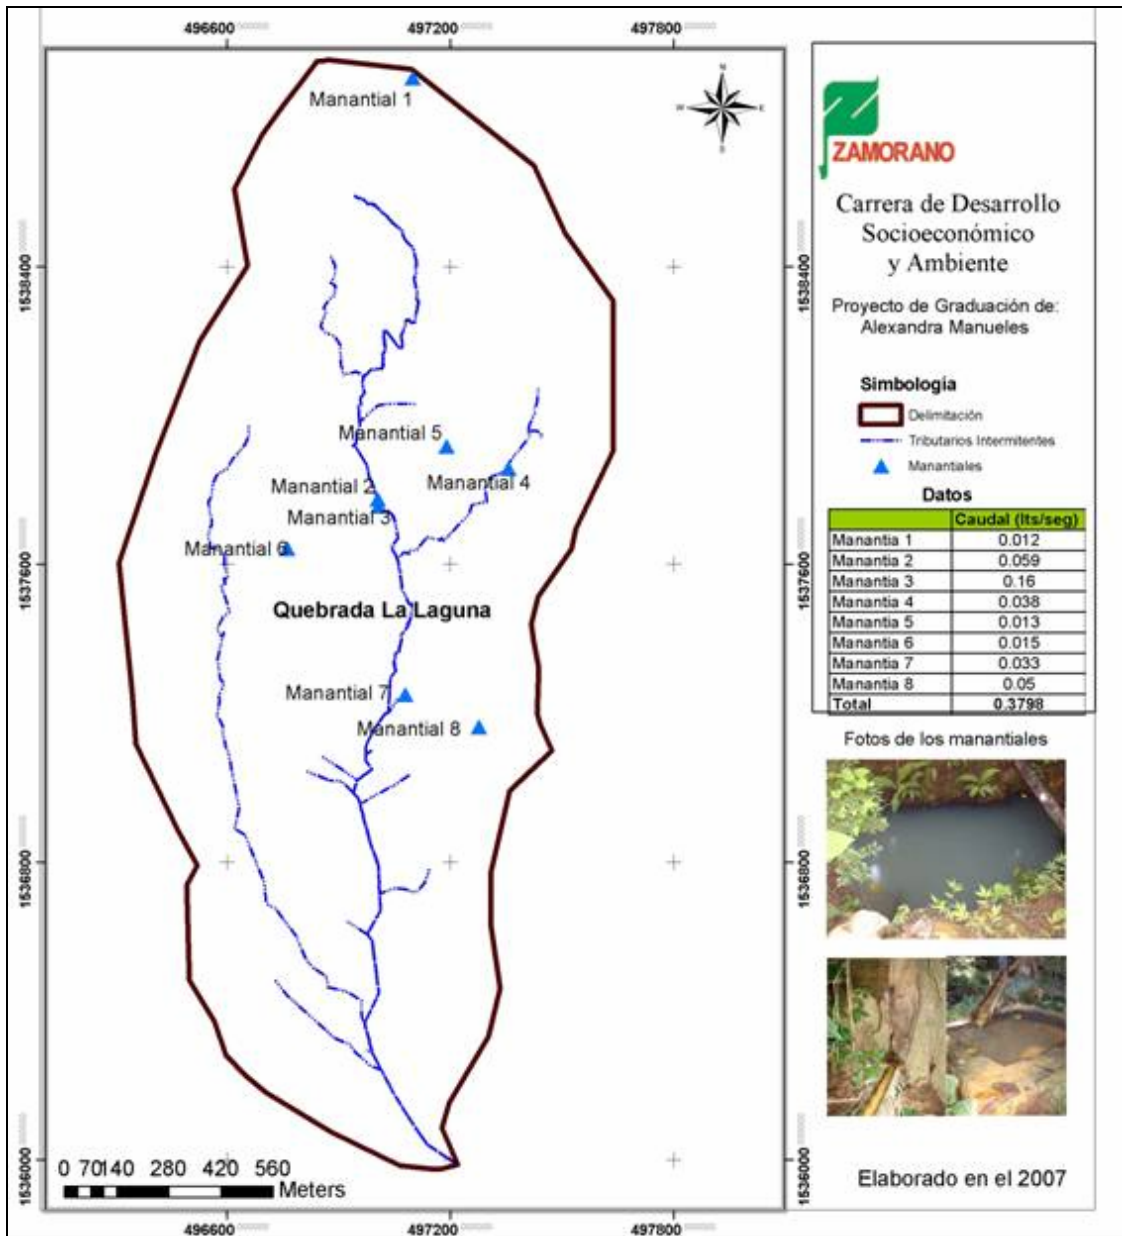 496600 497200 497800
Manantial 1
N
W E
S
1538400
1538400
Manantial 5
Manantial 4
Manantial 2
Manantial 3
Manantial 6
1537600
1537600
Quebrada La Laguna
Manantial 7
Manantial 8
1536800
1536800
1536000
1536000
0 70140 280 420 560
Meters
496600 497200 497800
ZAMORANO
Carrera de Desarrollo
Socioeconómico
y Ambiente
Proyecto de Graduación de:
Alexandra Manueles
Simbología
Delimitación
Tributarios Intermitentes
Manantiales
Datos
Caudal (lts/seg)
Manantia 1 0.012
Manantia 2 0.059
Manantia 3 0.16
Manantia 4 0.038
Manantia 5 0.013
Manantia 6 0.015
Manantia 7 0.033
Manantia 8 0.05
Total 0.3798
Fotos de los manantiales
Elaborado en el 2007